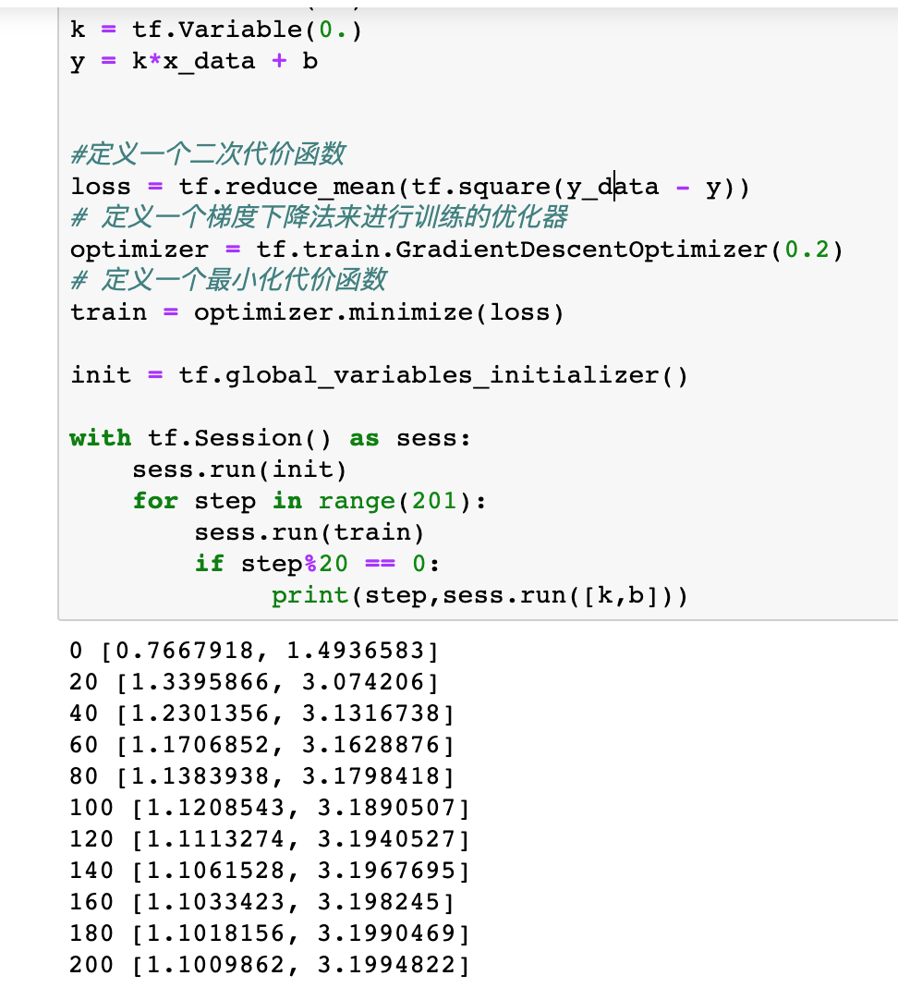 k = tf.Variable(0.)
y = k*x_data + b
#定义一个二次代价函数
loss = tf.reduce_mean(tf.square(y_data - y))
# 定义一个梯度下降法来进行训练的优化器
optimizer = tf.train.GradientDescentOptimizer(0.2)
# 定义一个最小化代价函数
train = optimizer.minimize(loss)
init = tf.global_variables_initializer()
with tf.Session() as sess:
    sess.run(init)
    for step in range(201):
        sess.run(train)
        if step%20 == 0:
             print(step,sess.run([k,b]))
0 [0.7667918, 1.4936583]
20 [1.3395866, 3.074206]
40 [1.2301356, 3.1316738]
60 [1.1706852, 3.1628876]
80 [1.1383938, 3.1798418]
100 [1.1208543, 3.1890507]
120 [1.1113274, 3.1940527]
140 [1.1061528, 3.1967695]
160 [1.1033423, 3.198245]
180 [1.1018156, 3.1990469]
200 [1.1009862, 3.1994822]